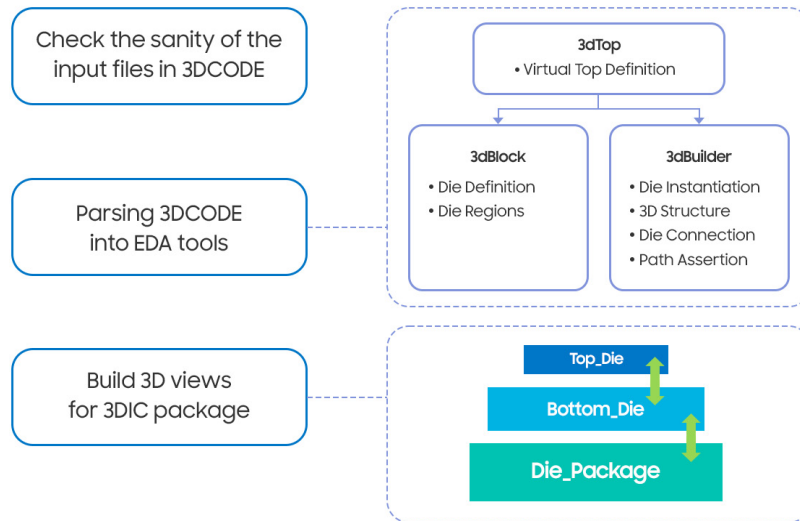 Check the sanity of the
input files in 3DCODE
Parsing 3DCODE
into EDA tools
Build 3D views
for 3DIC package
3dTop
• Virtual Top Definition
3dBlock
• Die Definition
• Die Regions
3dBuilder
• Die Instantiation
• 3D Structure
• Die Connection
• Path Assertion
Top_Die
Bottom_Die
Die_Package